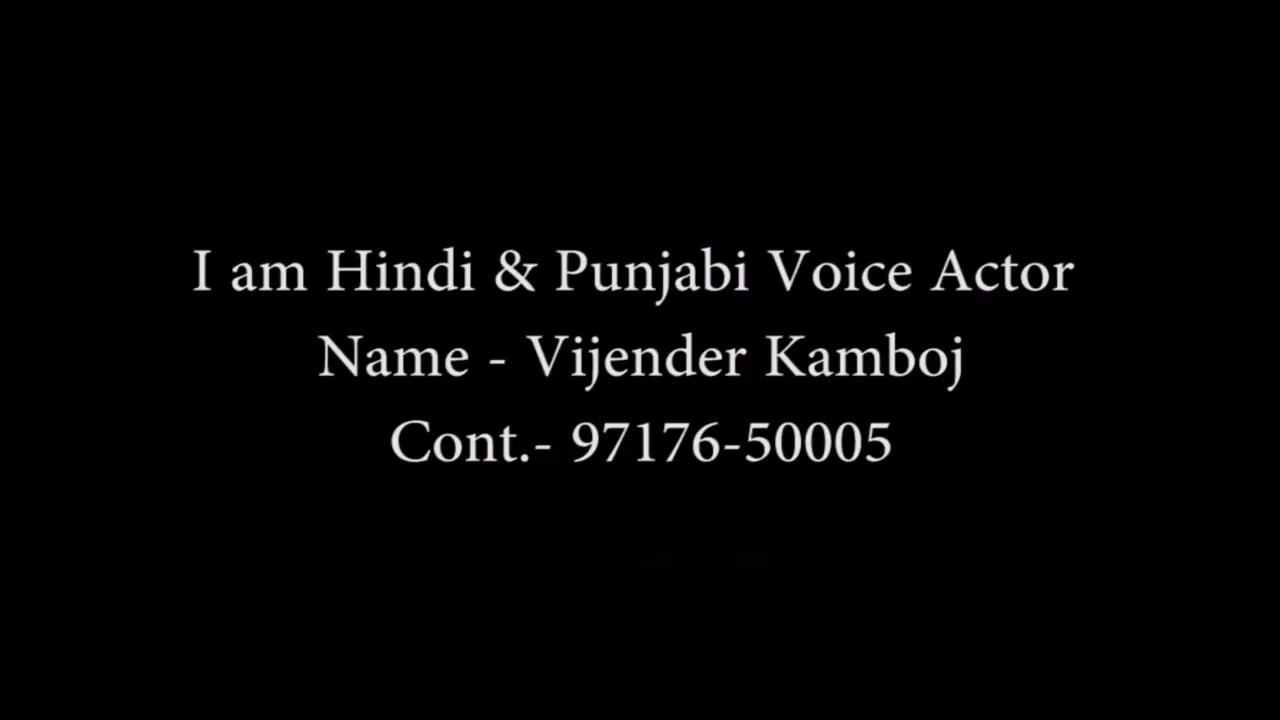 I am Hindi & Punjabi Voice Actor
Name - Vijender Kamboj
Cont.- 97176-50005